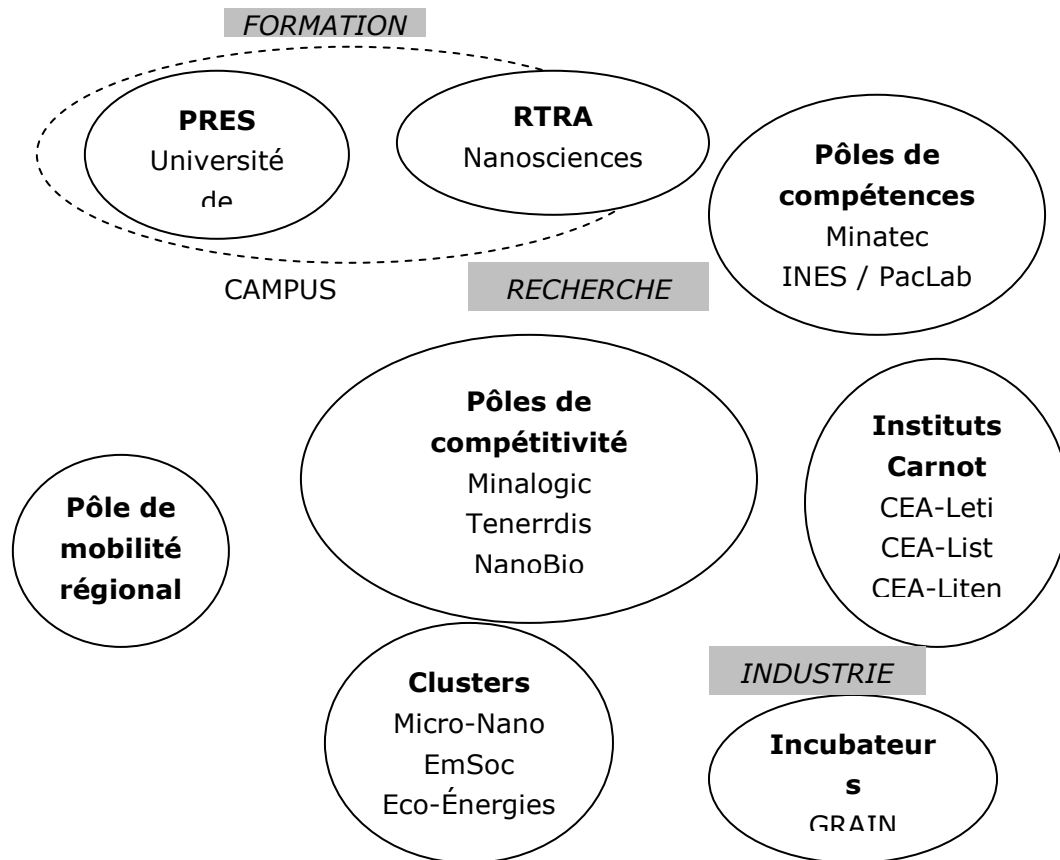 FORMATION
PRES
Université
de
RTRA
Nanosciences
Pôles de
compétences
Minatec
INES / PacLab
CAMPUS
RECHERCHE
Pôles de
compétitivité
Minalogic
Tenerrdis
NanoBio
Instituts
Carnot
CEA-Leti
CEA-List
CEA-Liten
Pôle de
mobilité
régional
Clusters
Micro-Nano
EmSoc
Eco-Énergies
INDUSTRIE
Incubateur
s
GRAIN